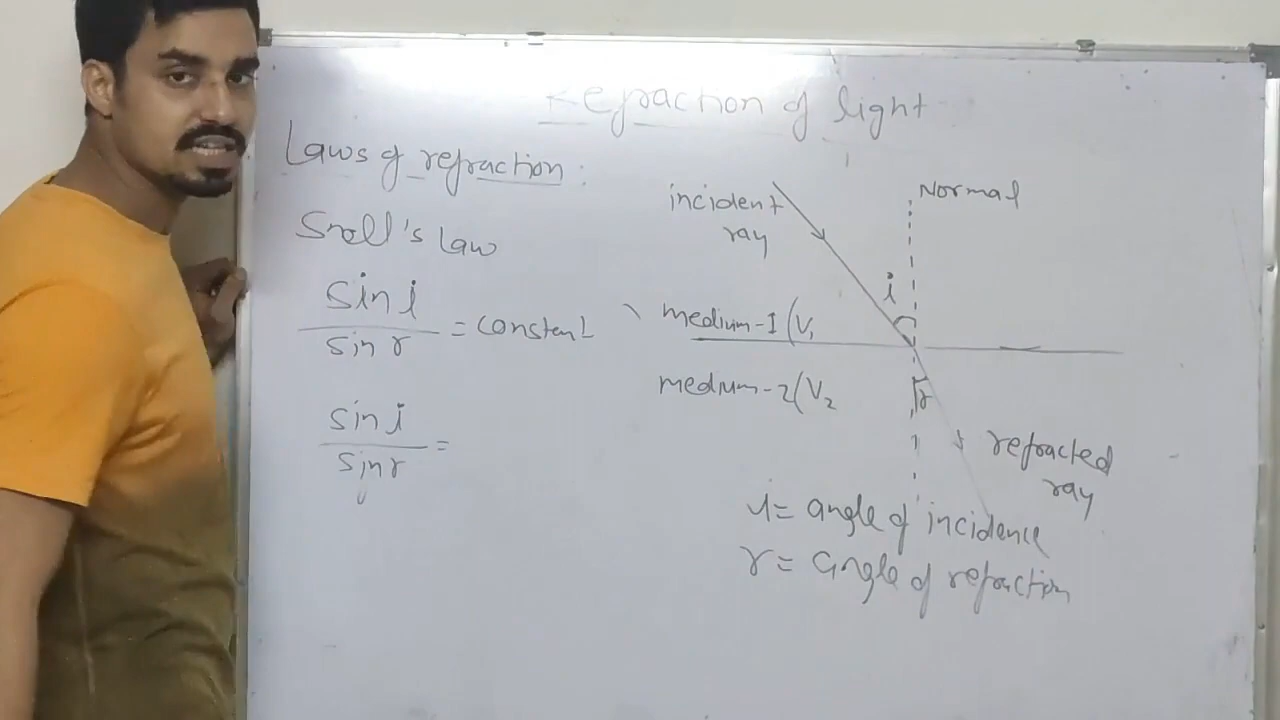 Refraction of light
Laws of refraction:
Snell's Law
sin i
sin r
= constent
sin i
sin r
=
incident
ray
Normal
i
medium-1 (V1
medium-2 (V2
r
refracted
ray
i = angle of incidence
r = angle of refraction